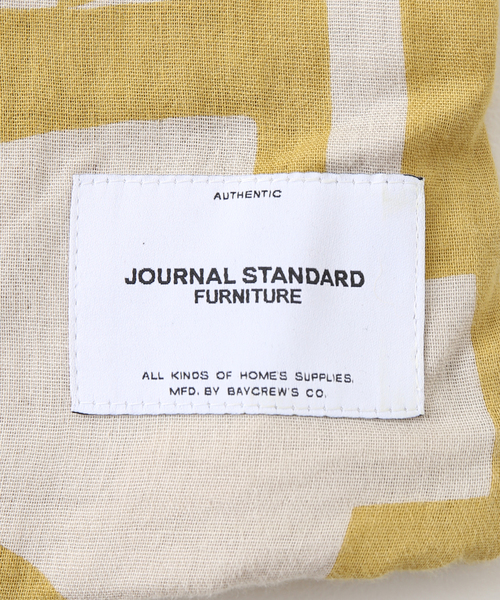 AUTHENTIC
JOURNAL STANDARD
FURNITURE
ALL KINDS OF HOME'S SUPPLIES,
MFD. BY BAYCREW'S CO.